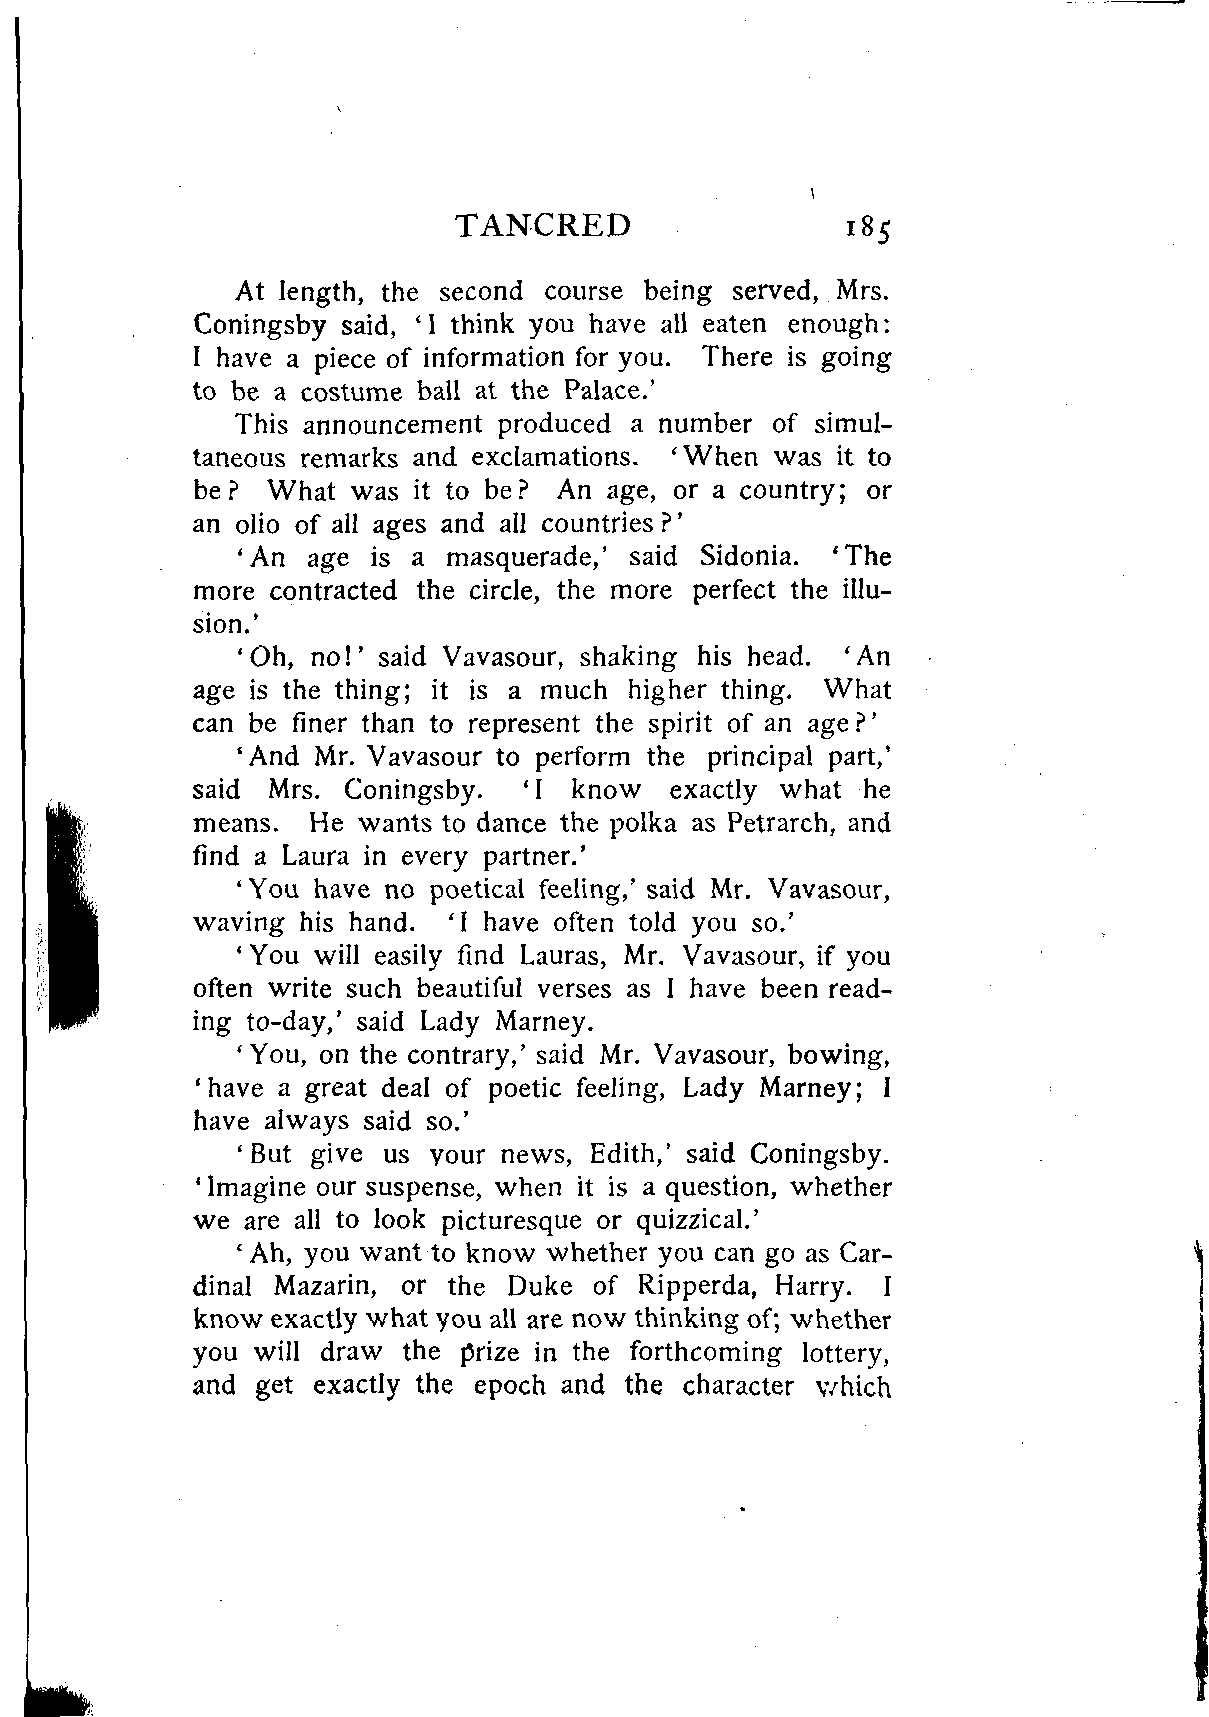 TANCRED 185
At length, the second course being served, Mrs.
Coningsby said, ‘I think you have all eaten enough:
I have a piece of information for you. There is going
to be a costume ball at the Palace.’
This announcement produced a number of simul-
taneous remarks and exclamations. ‘When was it to
be? What was it to be? An age, or a country; or
an olio of all ages and all countries?’
‘An age is a masquerade,’ said Sidonia. ‘The
more contracted the circle, the more perfect the illu-
sion.’
‘Oh, no!’ said Vavasour, shaking his head. ‘An
age is the thing; it is a much higher thing. What
can be finer than to represent the spirit of an age?’
‘And Mr. Vavasour to perform the principal part,’
said Mrs. Coningsby. ‘I know exactly what he
means. He wants to dance the polka as Petrarch, and
find a Laura in every partner.’
‘You have no poetical feeling,’ said Mr. Vavasour,
waving his hand. ‘I have often told you so.’
‘You will easily find Lauras, Mr. Vavasour, if you
often write such beautiful verses as I have been read-
ing to-day,’ said Lady Marney.
‘You, on the contrary,’ said Mr. Vavasour, bowing,
‘have a great deal of poetic feeling, Lady Marney; I
have always said so.’
‘But give us your news, Edith,’ said Coningsby.
‘Imagine our suspense, when it is a question, whether
we are all to look picturesque or quizzical.’
‘Ah, you want to know whether you can go as Car-
dinal Mazarin, or the Duke of Ripperda, Harry. I
know exactly what you all are now thinking of; whether
you will draw the prize in the forthcoming lottery,
and get exactly the epoch and the character which